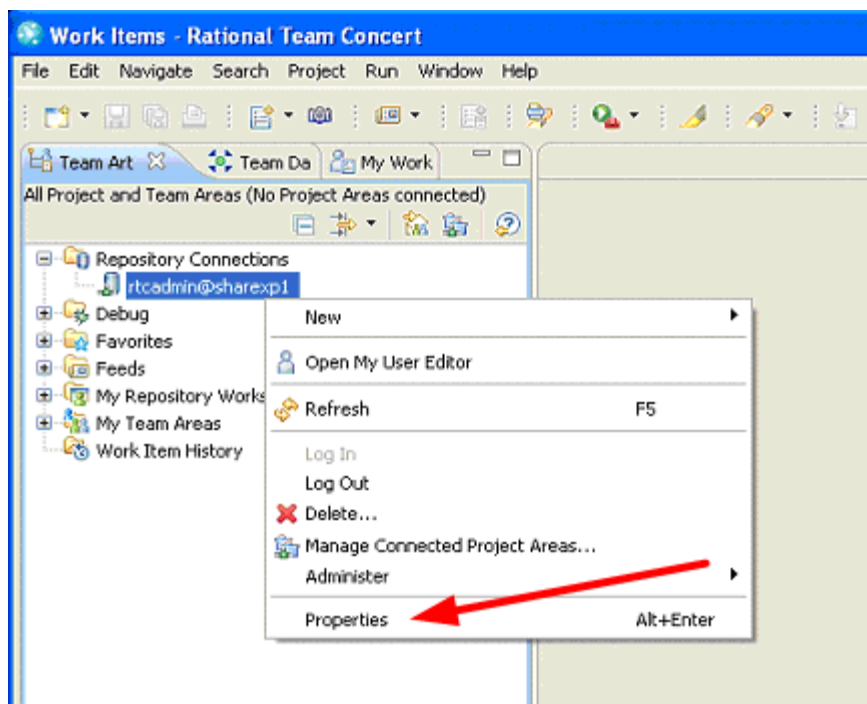 Work Items - Rational Team Concert
File Edit Navigate Search Project Run Window Help
Team Art Team Da My Work
All Project and Team Areas (No Project Areas connected)
Repository Connections
rtcadmin@sharexp1
Debug
Favorites
Feeds
My Repository Works
My Team Areas
Work Item History
New
Open My User Editor
Refresh F5
Log In
Log Out
Delete...
Manage Connected Project Areas...
Administer
Properties Alt+Enter